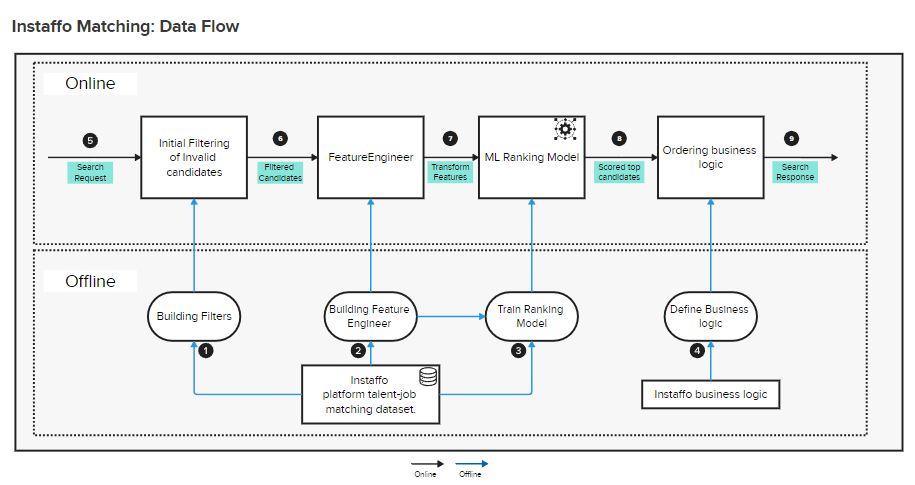 Instaffo Matching: Data Flow
Online
5
Search
Request
Initial Filtering
of Invalid
candidates
6
Filtered
Candidates
FeatureEngineer
7
Transform
Features
ML Ranking Model
8
Scored top
candidates
Ordering business
logic
9
Search
Response
Offline
Building Filters
1
Building Feature
Engineer
2
Train Ranking
Model
3
Define Business
logic
4
Instaffo
platform talent-job
matching dataset.
Instaffo business logic
Online
Offline